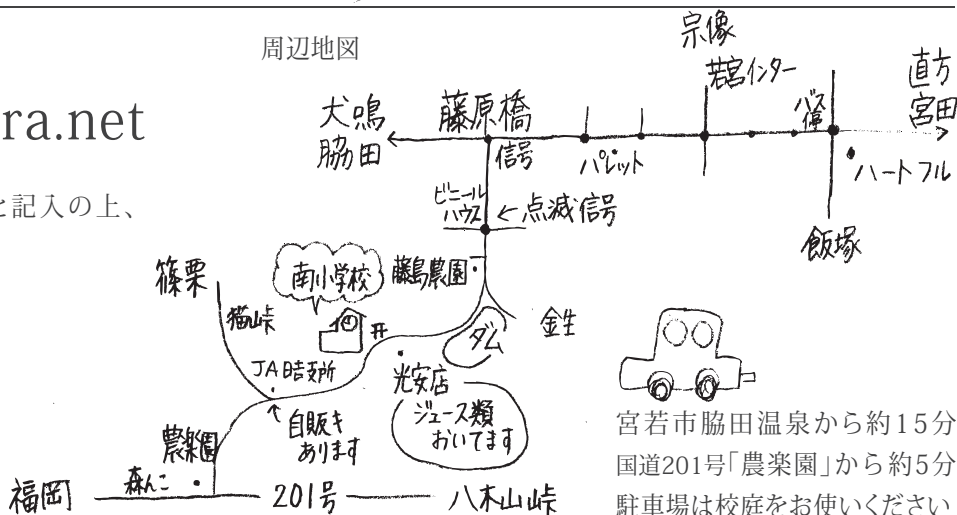 周辺地図
ra.net
と記入の上、
宗像
若宮インター
直方
宮田
バス停
ハートフル
飯塚
犬鳴
脇田
藤原橋
信号
パレット
ビニール
ハウス
←点滅信号
藤島農園
南小学校
篠栗
猫峠
金生
ダム
JA日吉支所
光安店
ジュース類
おいてます
自販キ
あります
農楽園
森んこ
福岡
201号
八木山峠
宮若市脇田温泉から約15分
国道201号「農楽園」から約5分
駐車場は校庭をお使いください